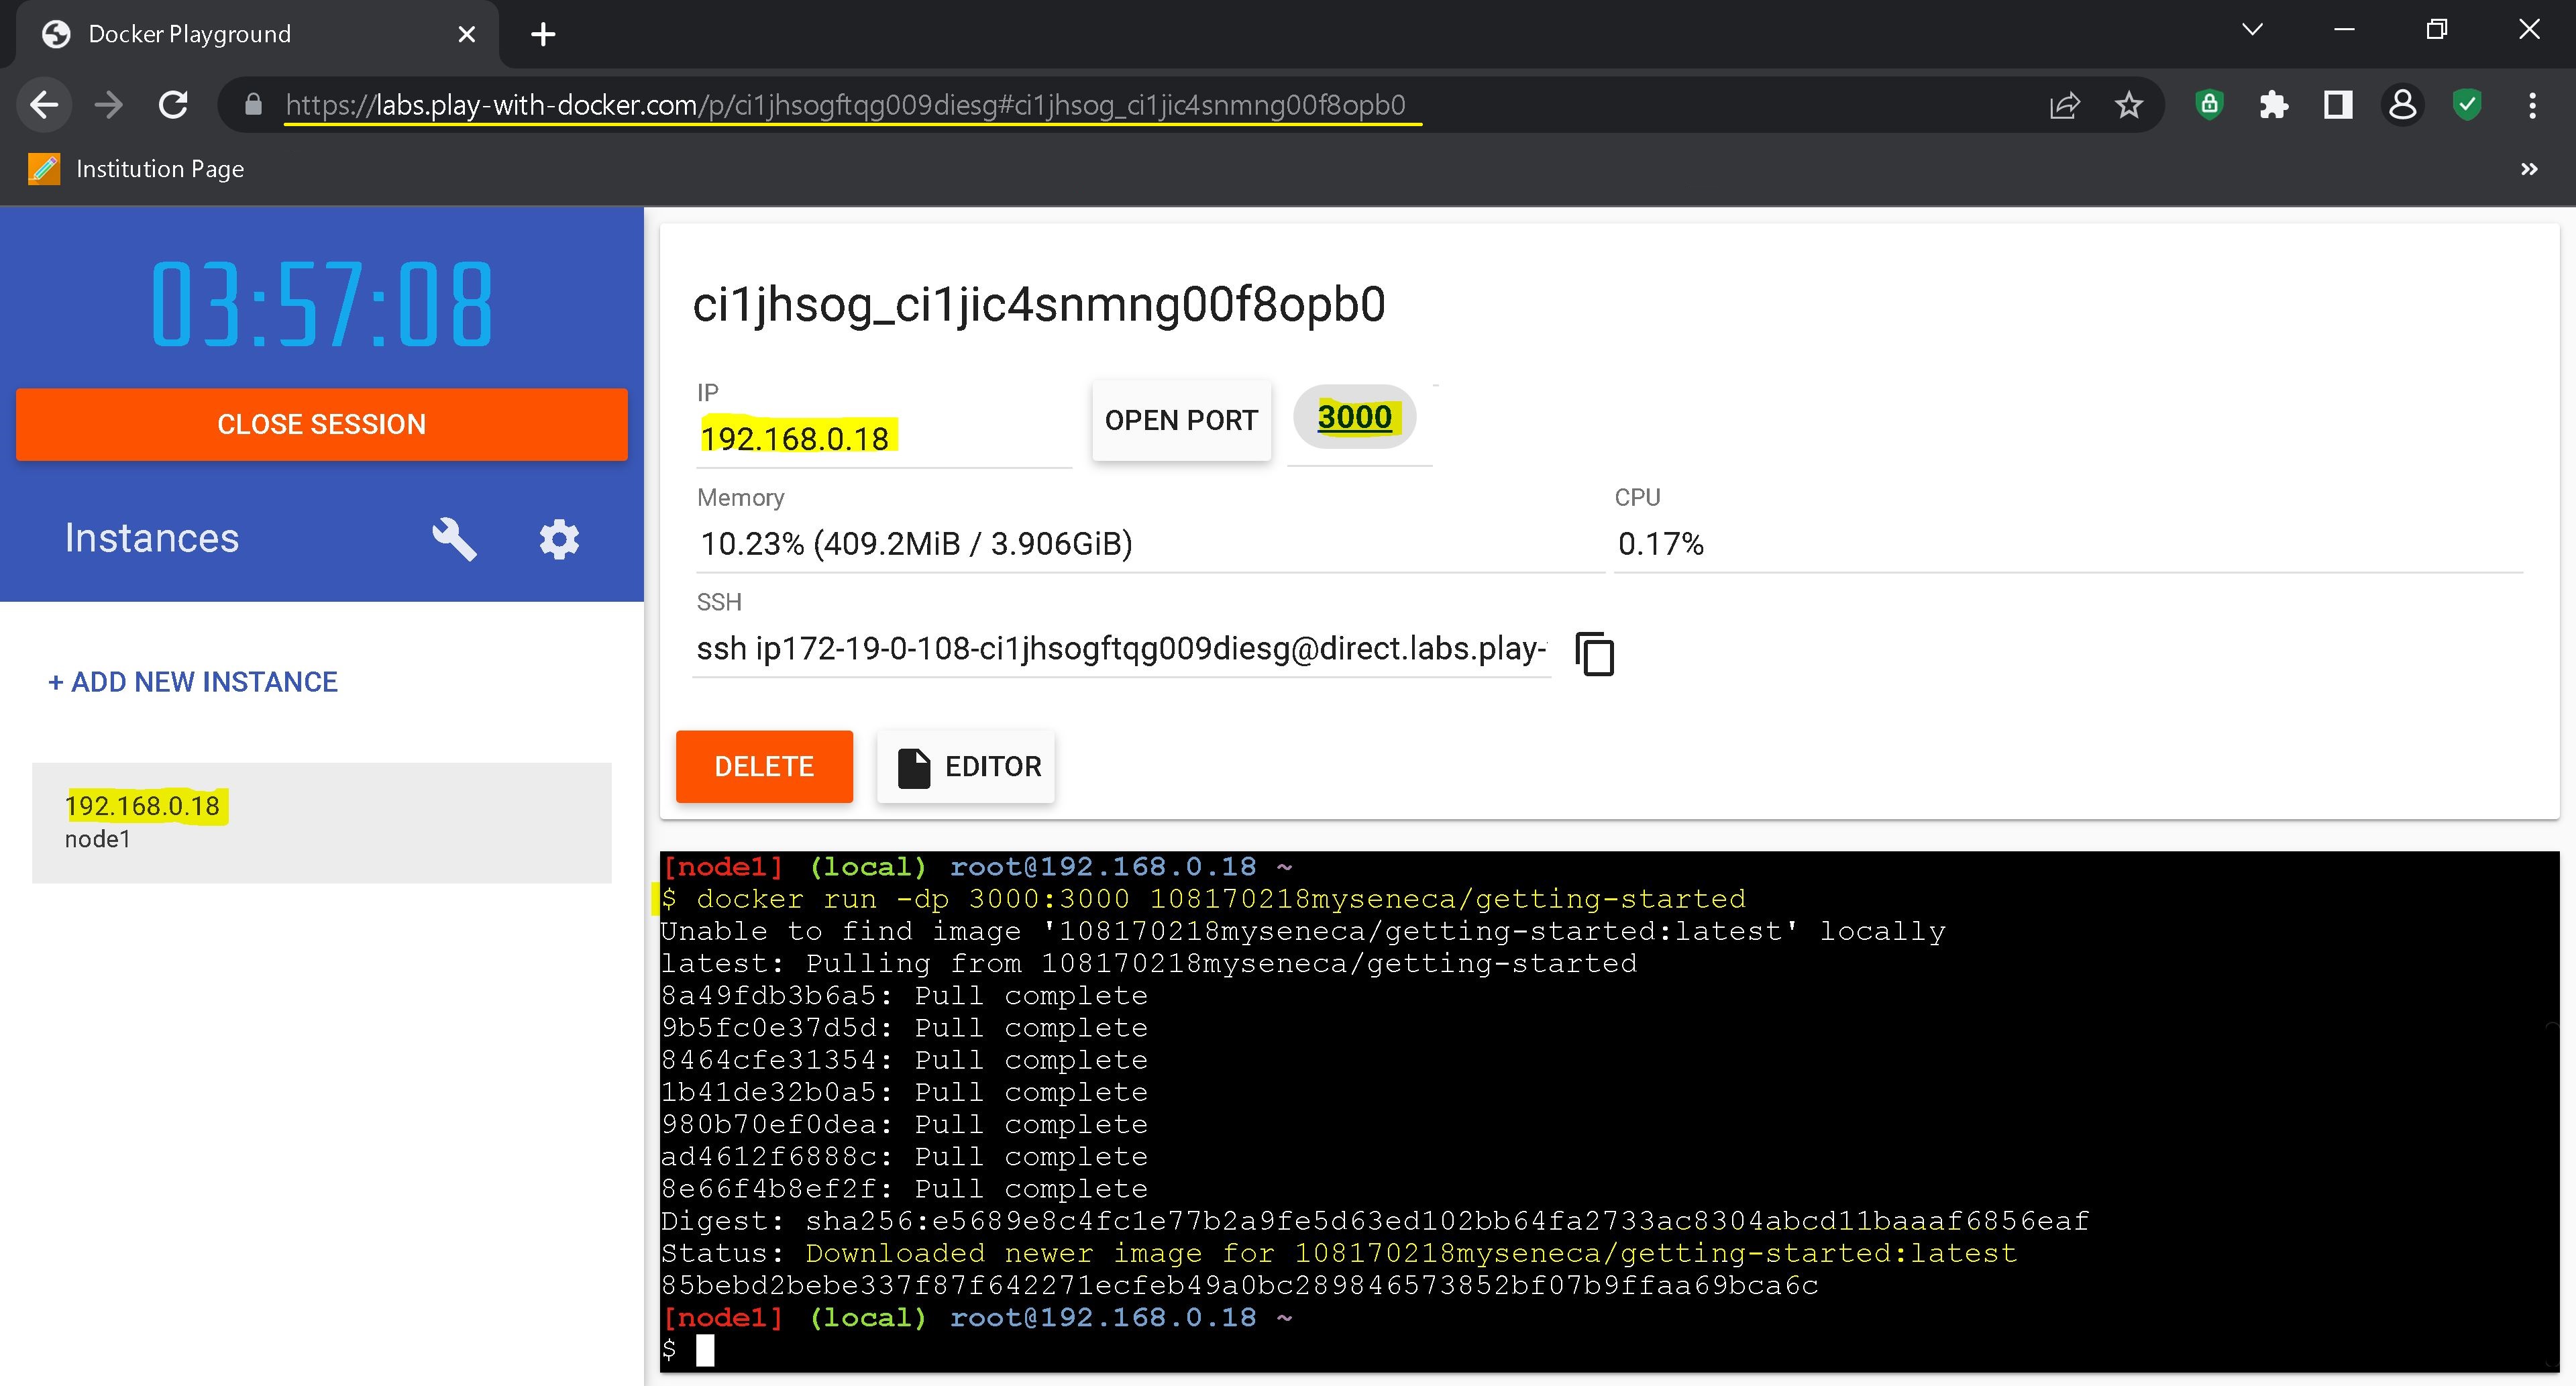 Docker Playground
https://labs.play-with-docker.com/p/ci1jhsogftqg009diesg#ci1jhsog_ci1jic4snmng00f8opb0
Institution Page
03:57:08
CLOSE SESSION
Instances
+ ADD NEW INSTANCE
192.168.0.18
node1
ci1jhsog_ci1jic4snmng00f8opb0
IP
192.168.0.18
OPEN PORT
3000
Memory
10.23% (409.2MiB / 3.906GiB)
CPU
0.17%
SSH
ssh ip172-19-0-108-ci1jhsogftqg009diesg@direct.labs.play-
DELETE
EDITOR
[node1] (local) root@192.168.0.18 ~
$ docker run -dp 3000:3000 108170218myseneca/getting-started
Unable to find image '108170218myseneca/getting-started:latest' locally
latest: Pulling from 108170218myseneca/getting-started
8a49fdb3b6a5: Pull complete
9b5fc0e37d5d: Pull complete
8464cfe31354: Pull complete
1b41de32b0a5: Pull complete
980b70ef0dea: Pull complete
ad4612f6888c: Pull complete
8e66f4b8ef2f: Pull complete
Digest: sha256:e5689e8c4fc1e77b2a9fe5d63ed102bb64fa2733ac8304abcd11baaaf6856eaf
Status: Downloaded newer image for 108170218myseneca/getting-started:latest
85bebd2bebe337f87f642271ecfeb49a0bc289846573852bf07b9ffaa69bca6c
[node1] (local) root@192.168.0.18 ~
$